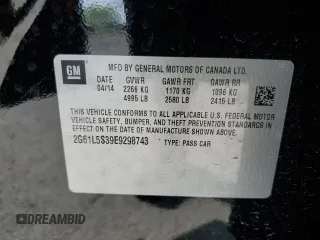 GM
MFD BY GENERAL MOTORS OF CANADA LTD.
DATE GVWR GAWR FRT GAWR RR
04/14 2266 KG 1170 KG 1096 KG
4995 LB 2580 LB 2415 LB
THIS VEHICLE CONFORMS TO ALL APPLICABLE U.S. FEDERAL MOTOR
VEHICLE SAFETY, BUMPER, AND THEFT PREVENTION STANDARDS IN
EFFECT ON THE DATE OF MANUFACTURE SHOWN ABOVE.
2G61L5S39E9298743 TYPE: PASS CAR
DREAMBID